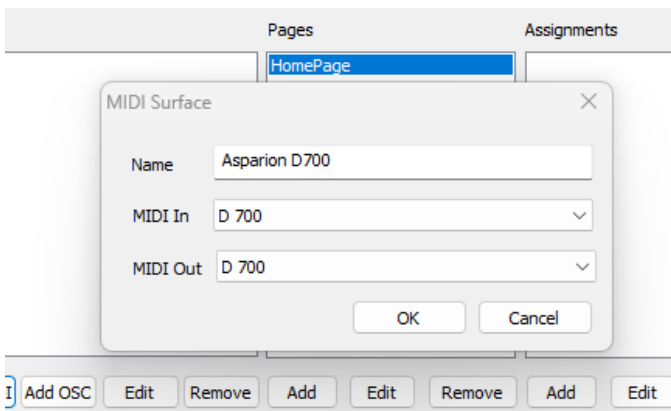 Pages Assignments
HomePage
MIDI Surface
Name Asparion D700
MIDI In D 700
MIDI Out D 700
OK Cancel
I Add OSC Edit Remove Add Edit Remove Add Edit